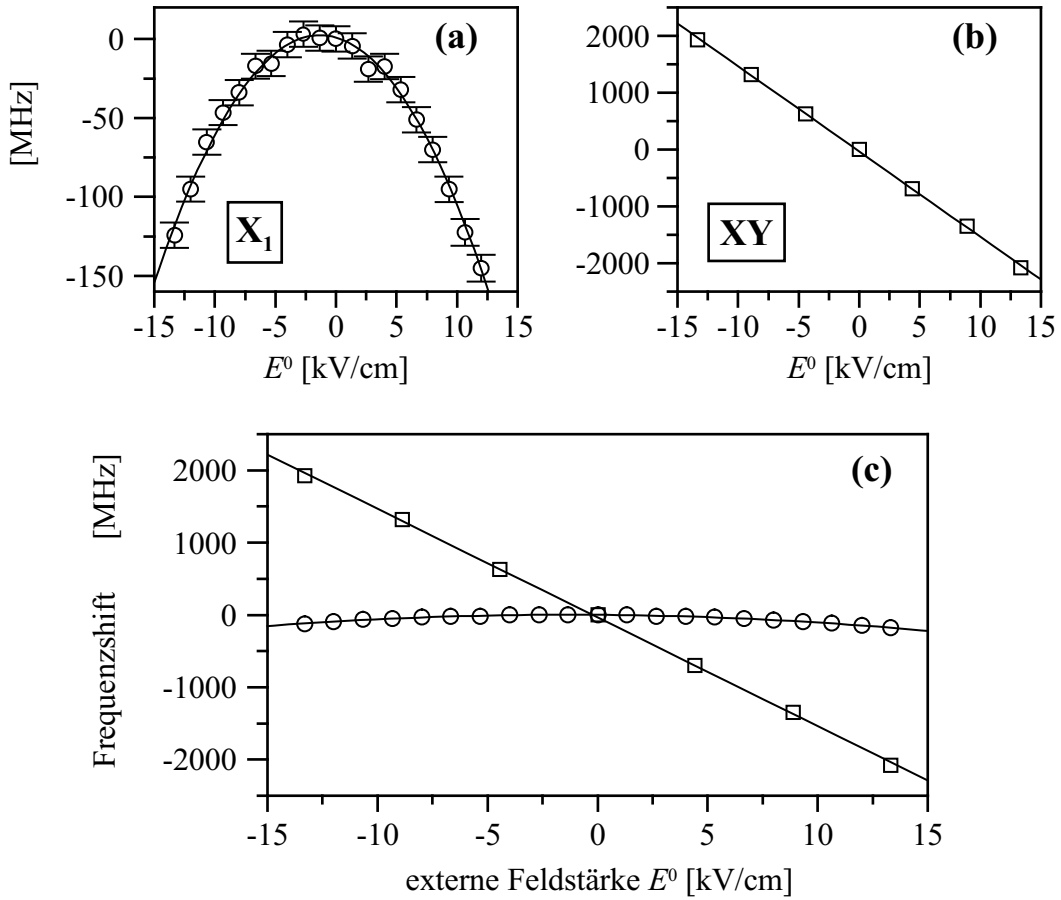 (a)
[MHz]
0
-50
-100
-150
X₁
-15 -10 -5 0 5 10 15
E⁰ [kV/cm]
(b)
2000
1000
0
-1000
-2000
XY
-15 -10 -5 0 5 10 15
E⁰ [kV/cm]
(c)
Frequenzshift [MHz]
2000
1000
0
-1000
-2000
-15 -10 -5 0 5 10 15
externe Feldstärke E⁰ [kV/cm]